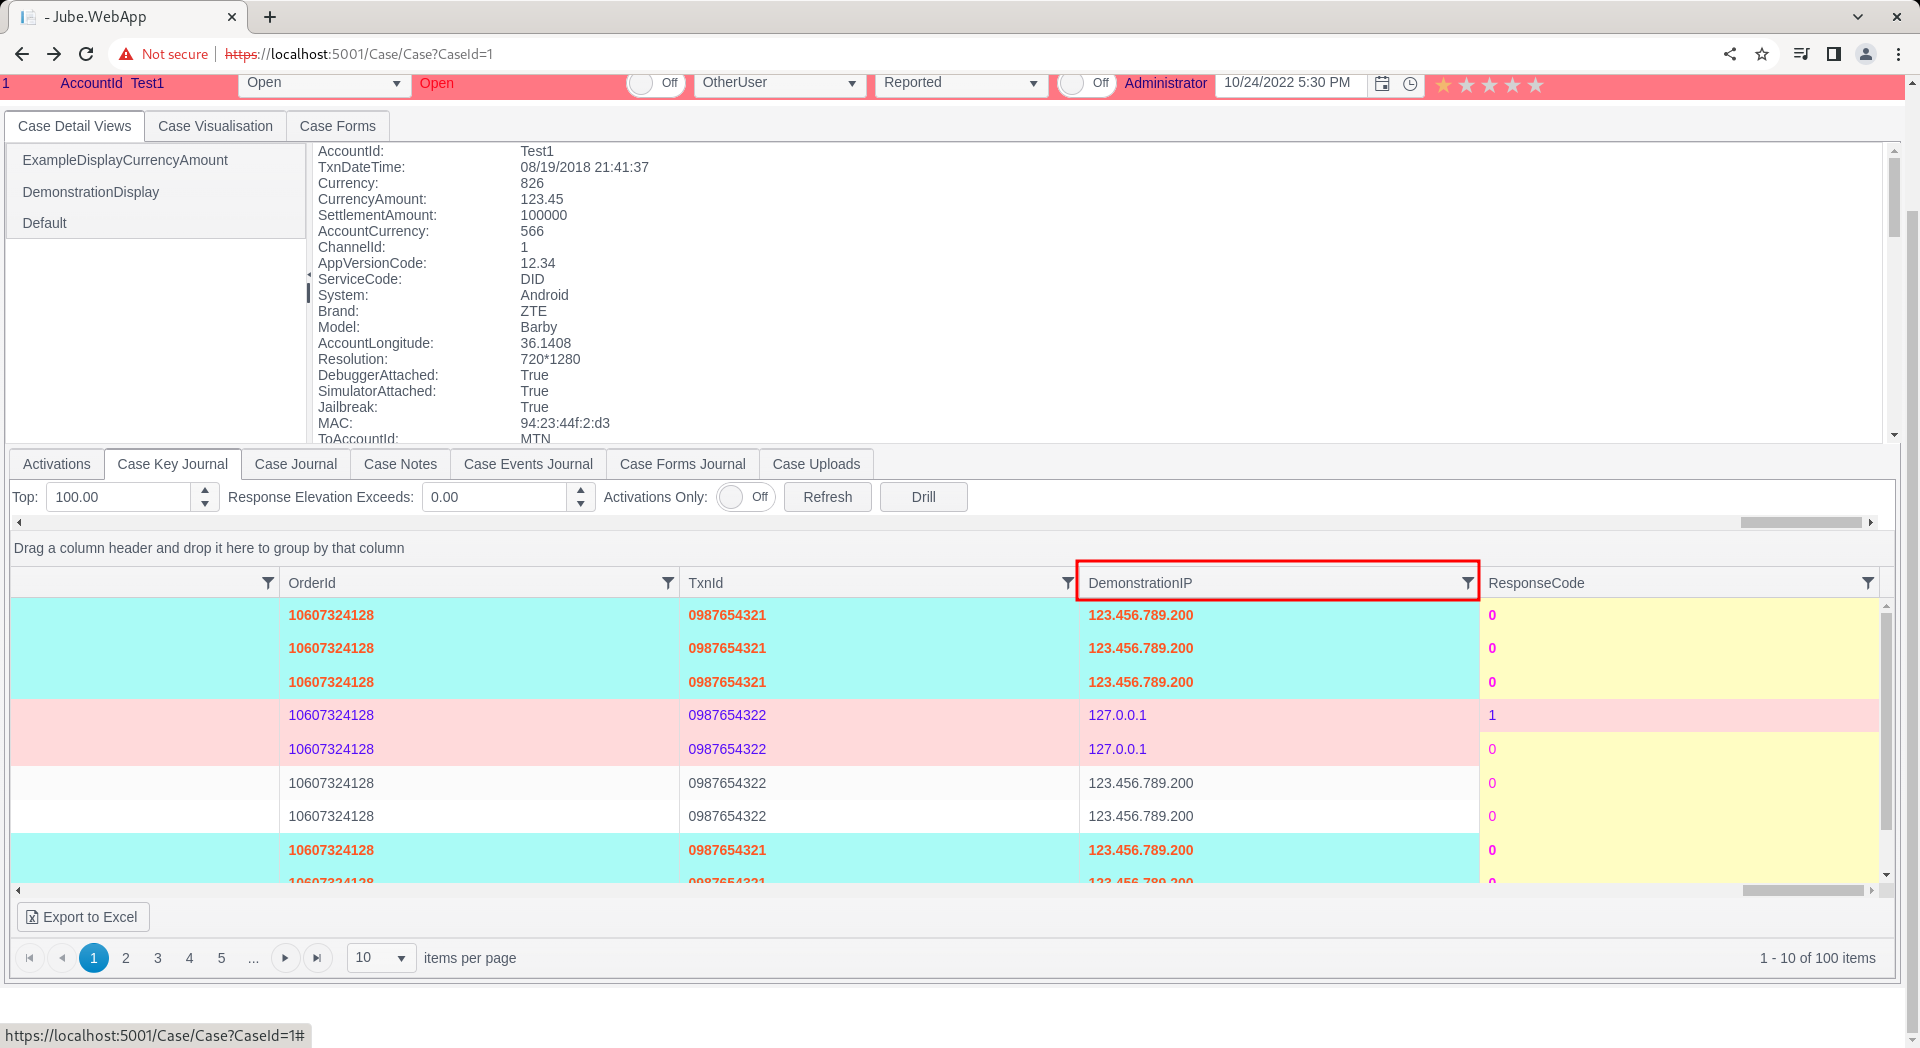 - Jube.WebApp
Not secure https://localhost:5001/Case/Case?CaseId=1
1 AccountId Test1 Open Open Off OtherUser Reported Off Administrator 10/24/2022 5:30 PM
Case Detail Views Case Visualisation Case Forms
ExampleDisplayCurrencyAmount
DemonstrationDisplay
Default
AccountId: Test1
TxnDateTime: 08/19/2018 21:41:37
Currency: 826
CurrencyAmount: 123.45
SettlementAmount: 100000
AccountCurrency: 566
ChannelId: 1
AppVersionCode: 12.34
ServiceCode: DID
System: Android
Brand: ZTE
Model: Barby
AccountLongitude: 36.1408
Resolution: 720*1280
DebuggerAttached: True
SimulatorAttached: True
Jailbreak: True
MAC: 94:23:44f:2:d3
ToAccountId: MTN
Activations Case Key Journal Case Journal Case Notes Case Events Journal Case Forms Journal Case Uploads
Top: 100.00 Response Elevation Exceeds: 0.00 Activations Only: Off Refresh Drill
Drag a column header and drop it here to group by that column
OrderId TxnId DemonstrationIP ResponseCode
10607324128 0987654321 123.456.789.200 0
10607324128 0987654321 123.456.789.200 0
10607324128 0987654321 123.456.789.200 0
10607324128 0987654322 127.0.0.1 1
10607324128 0987654322 127.0.0.1 0
10607324128 0987654322 123.456.789.200 0
10607324128 0987654322 123.456.789.200 0
10607324128 0987654321 123.456.789.200 0
10607324128 0987654321 123.456.789.200 0
Export to Excel
1 2 3 4 5 ... 10 items per page 1 - 10 of 100 items
https://localhost:5001/Case/Case?CaseId=1#